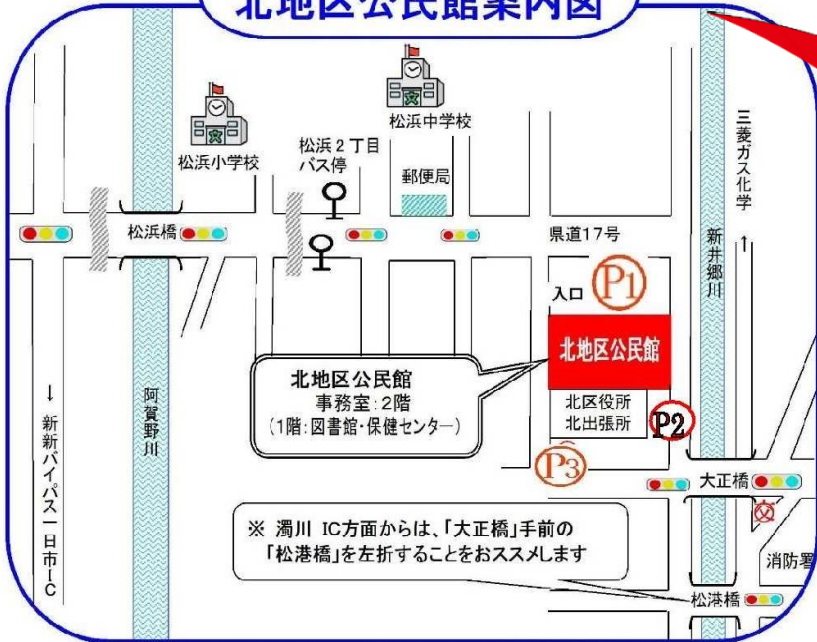 北地区公民館案内図
松浜中学校
松浜小学校
松浜2丁目
バス停
郵便局
三菱ガス化学
→
松浜橋
県道17号
新井郷川
入口
P1
北地区公民館
北地区公民館
事務室:2階
(1階:図書館・保健センター)
北区役所
北出張所
P2
P3
阿賀野川
← 新新バイパス一日市IC
大正橋
※ 濁川 IC方面からは、「大正橋」手前の
「松港橋」を左折することをおススメします
消防署
松港橋